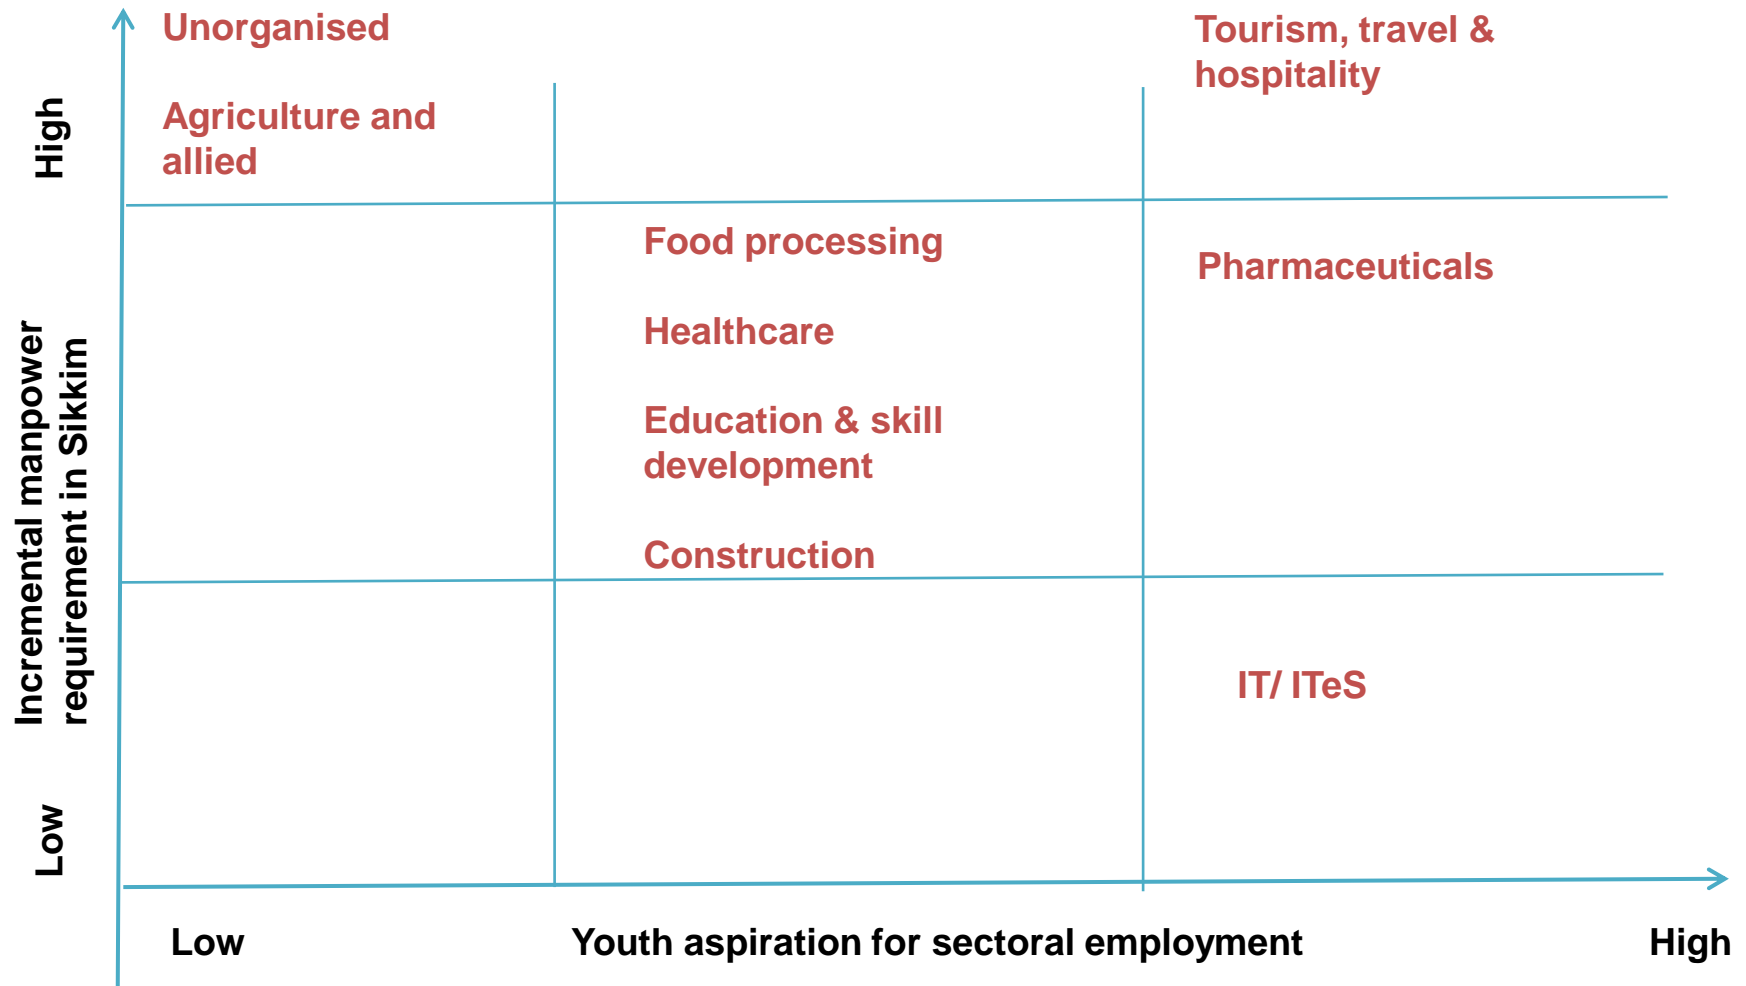 Unorganised
Tourism, travel &
hospitality
High
Agriculture and
allied
Food processing
Pharmaceuticals
Healthcare
Incremental manpower
requirement in Sikkim
Education & skill
development
Construction
IT/ ITeS
Low
Low
Youth aspiration for sectoral employment
High